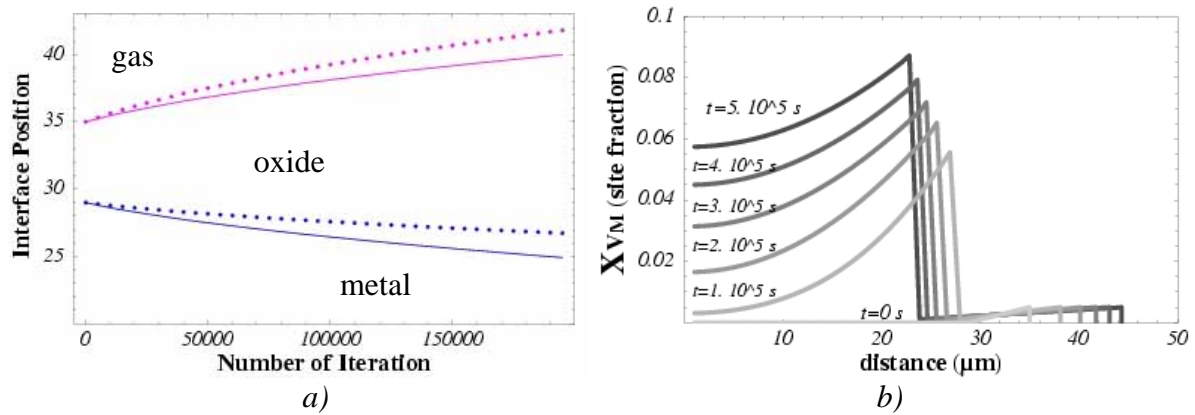 gas
oxide
metal
Interface Position
40
35
30
25
0
50000
100000
150000
Number of Iteration
a)
X VM (site fraction)
0.1
0.08
0.06
0.04
0.02
t=5. 10^5 s
t=4. 10^5 s
t=3. 10^5 s
t=2. 10^5 s
t=1. 10^5 s
t=0 s
10
20
30
40
50
distance (µm)
b)